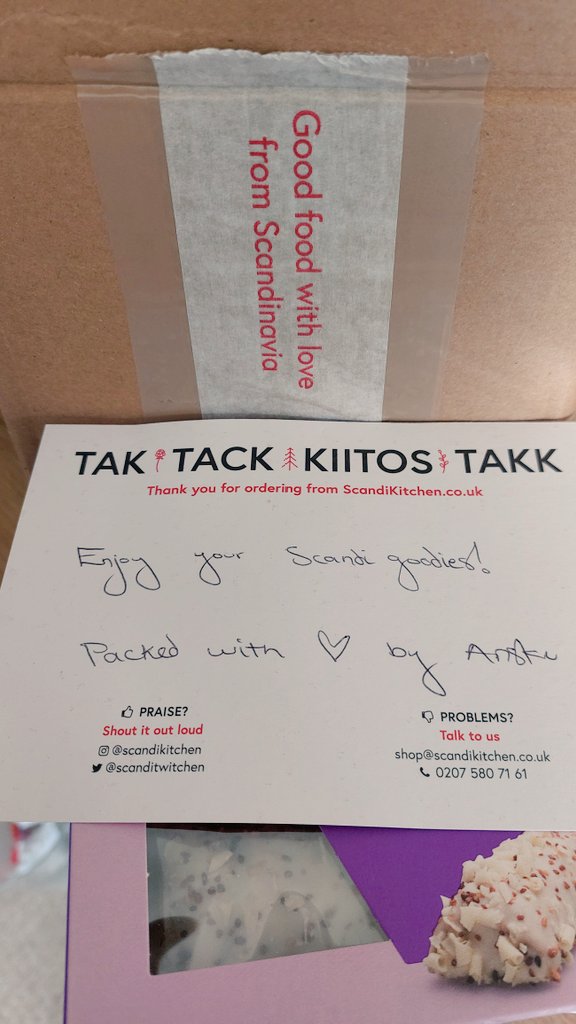 Good food with love
from Scandinavia
TAK TACK KIITOS TAKK
Thank you for ordering from ScandiKitchen.co.uk
Enjoy your Scandi goodies!
Packed with ♡ by
PRAISE?
Shout it out loud
@scandikitchen
@scanditwitchen
PROBLEMS?
Talk to us
shop@scandikitchen.co.uk
0207 580 71 61